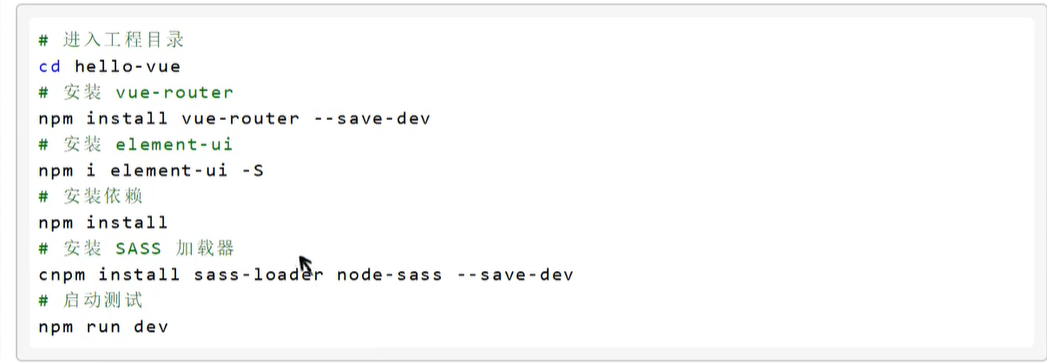 # 进入工程目录
cd hello-vue
# 安装 vue-router
npm install vue-router --save-dev
# 安装 element-ui
npm i element-ui -S
# 安装依赖
npm install
# 安装 SASS 加载器
cnpm install sass-loader node-sass --save-dev
# 启动测试
npm run dev